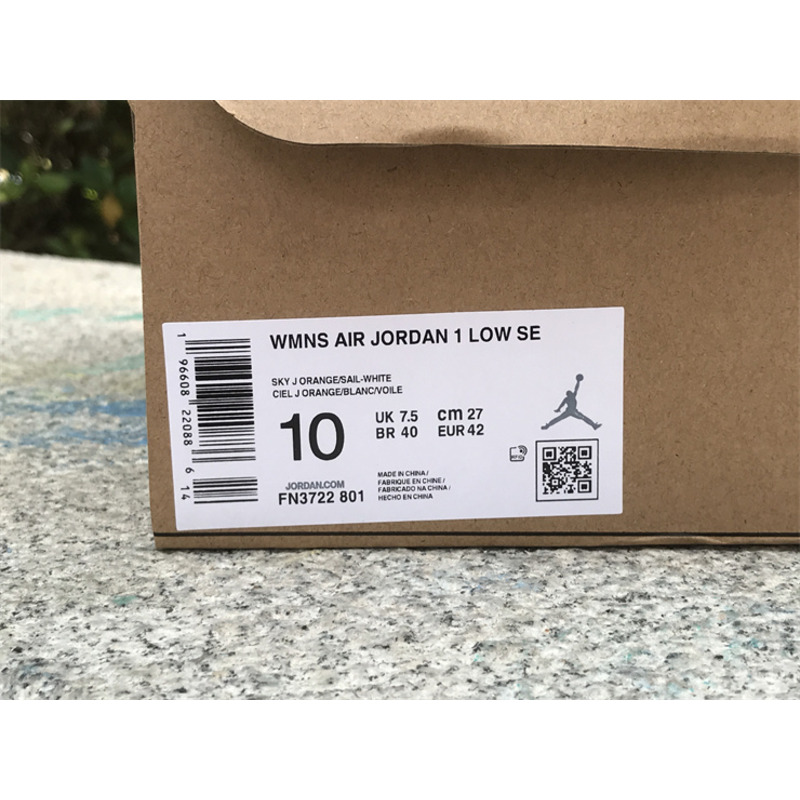 WMNS AIR JORDAN 1 LOW SE
SKY J ORANGE/SAIL-WHITE
CIEL J ORANGE/BLANC/VOILE
10
UK 7.5 cm 27
BR 40 EUR 42
JORDAN.COM
FN3722 801
MADE IN CHINA /
FABRIQUE EN CHINE /
FABRICADO NA CHINA /
HECHO EN CHINA
RFID
1 96608 22088 6 14